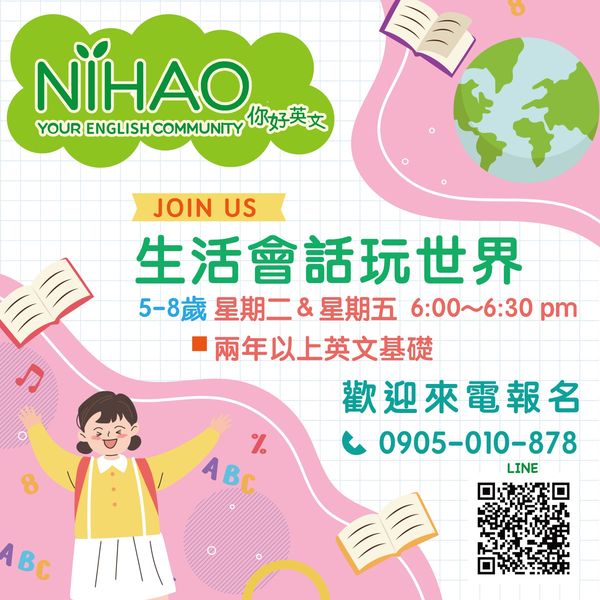 NiHAO
YOUR ENGLISH COMMUNITY 你好英文
JOIN US
生活會話玩世界
5-8歲 星期二&星期五 6:00~6:30 pm
兩年以上英文基礎
歡迎來電報名
0905-010-878
LINE
8
8
%
ABC
ABC